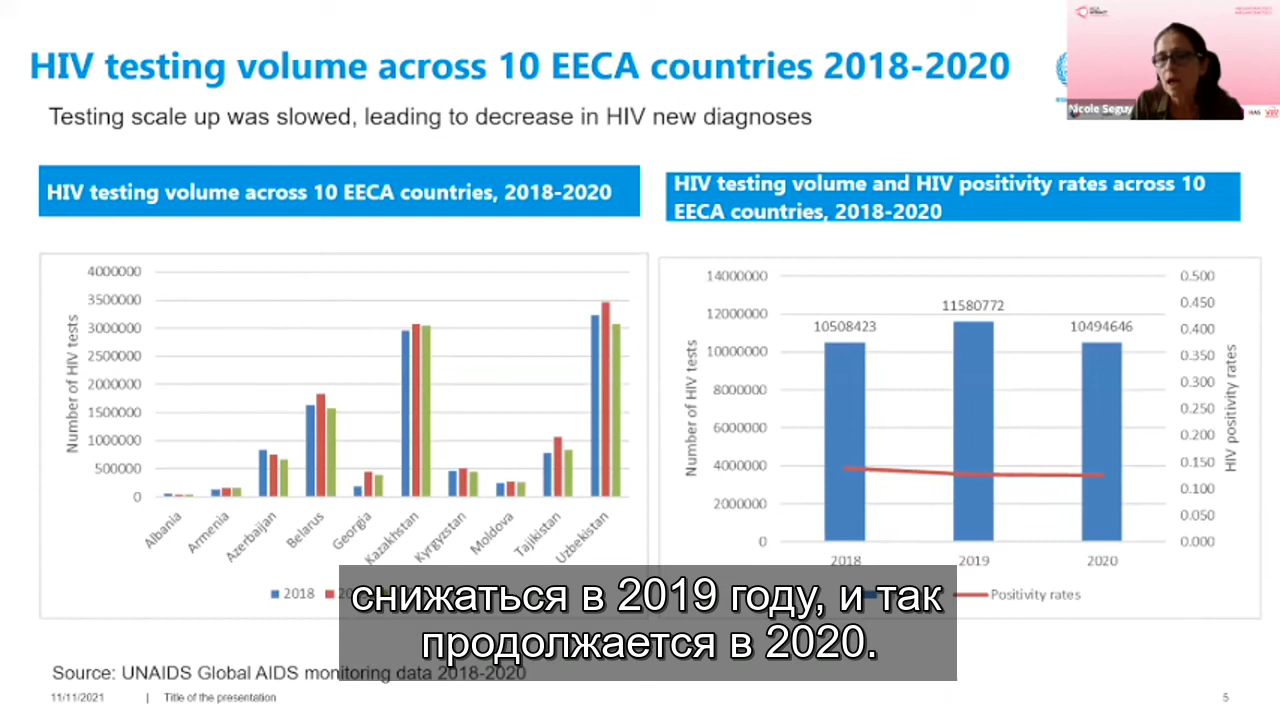 HIV testing volume across 10 EECA countries 2018-2020
Testing scale up was slowed, leading to decrease in HIV new diagnoses
Nicole Seguy
HIV testing volume across 10 EECA countries, 2018-2020
HIV testing volume and HIV positivity rates across 10
EECA countries, 2018-2020
Number of HIV tests
4000000
3500000
3000000
2500000
2000000
1500000
1000000
500000
0
Albania
Armenia
Azerbaijan
Belarus
Georgia
Kazakhstan
Kyrgyzstan
Moldova
Tajikistan
Uzbekistan
2018
Number of HIV tests
14000000
12000000
10000000
8000000
6000000
4000000
2000000
0
10508423
11580772
10494646
0.500
0.450
0.400
0.350
0.300
0.250
0.200
0.150
0.100
0.050
0.000
HIV positivity rates
2018
2019
2020
Positivity rates
снижаться в 2019 году, и так
продолжается в 2020.
Source: UNAIDS Global AIDS monitoring data 2018-2020
11/11/2021 | Title of the presentation
5